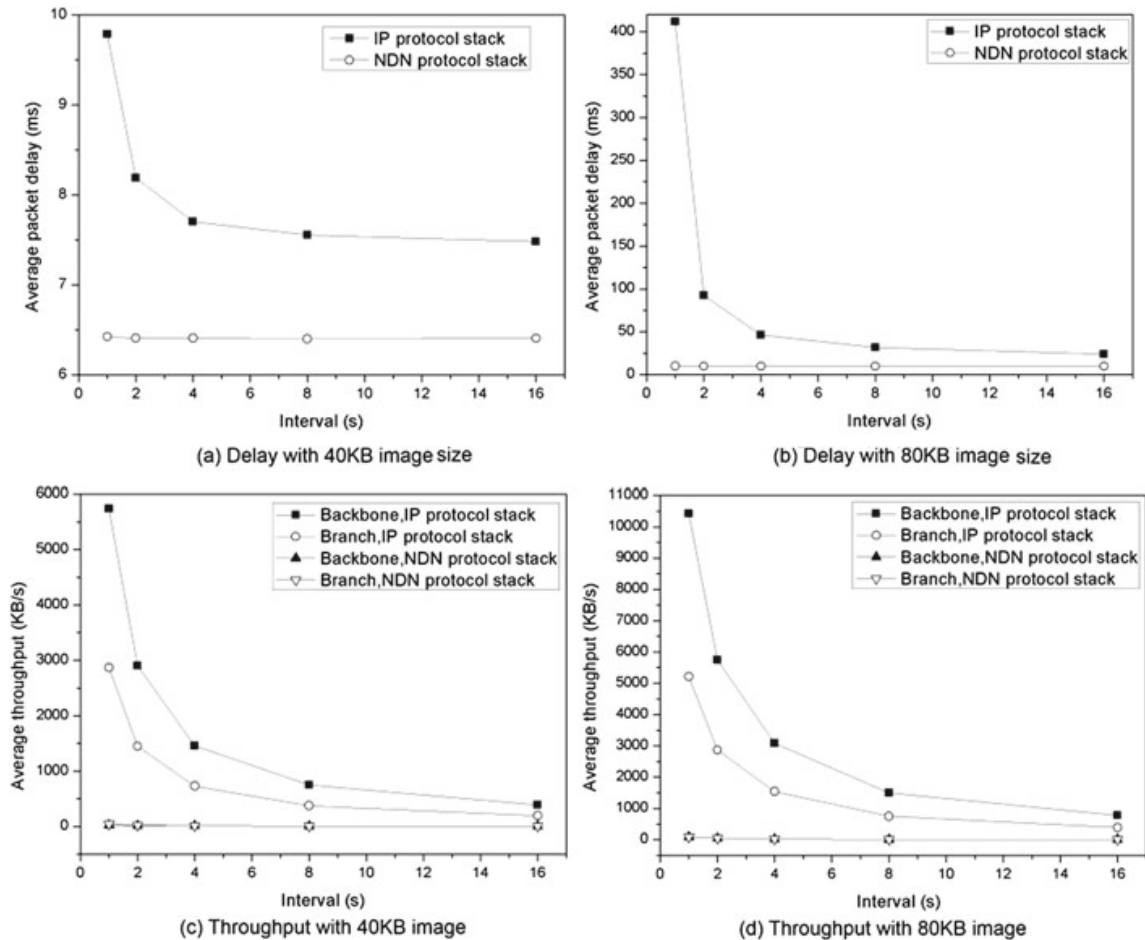 10
9
8
7
6
Average packet delay (ms)
IP protocol stack
NDN protocol stack
0 2 4 6 8 10 12 14 16
Interval (s)
(a) Delay with 40KB image size
400
350
300
250
200
150
100
50
0
Average packet delay (ms)
IP protocol stack
NDN protocol stack
0 2 4 6 8 10 12 14 16
Interval (s)
(b) Delay with 80KB image size
6000
5000
4000
3000
2000
1000
0
Average throughput (KB/s)
Backbone,IP protocol stack
Branch,IP protocol stack
Backbone,NDN protocol stack
Branch,NDN protocol stack
0 2 4 6 8 10 12 14 16
Interval (s)
(c) Throughput with 40KB image
11000
10000
9000
8000
7000
6000
5000
4000
3000
2000
1000
0
Average throughput (KB/s)
Backbone,IP protocol stack
Branch,IP protocol stack
Backbone,NDN protocol stack
Branch,NDN protocol stack
0 2 4 6 8 10 12 14 16
Interval (s)
(d) Throughput with 80KB image